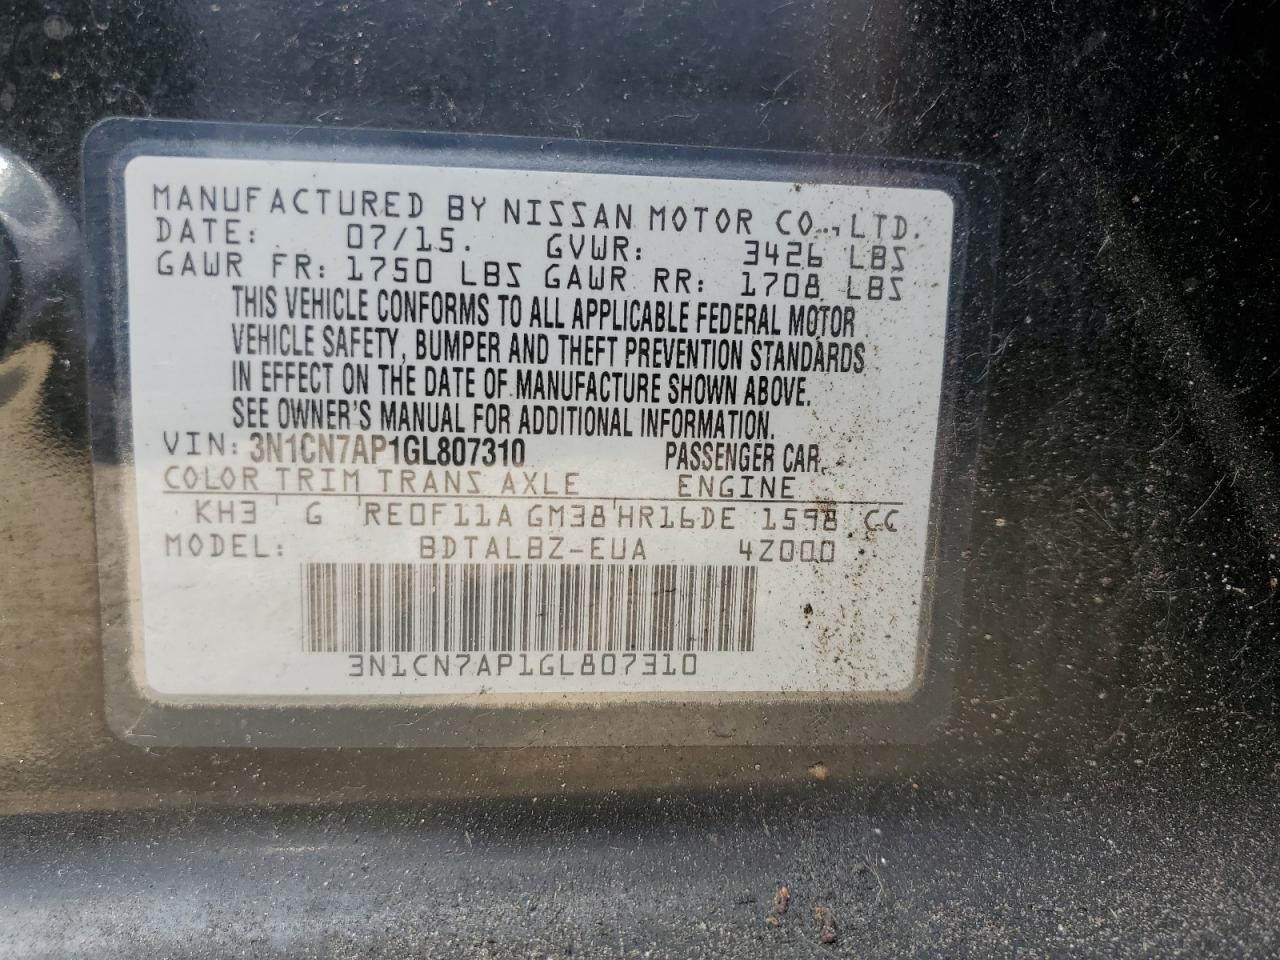 MANUFACTURED BY NISSAN MOTOR CO., LTD.
DATE: 07/15. GVWR: 3426 LBS
GAWR FR: 1750 LBS GAWR RR: 1708 LBS
THIS VEHICLE CONFORMS TO ALL APPLICABLE FEDERAL MOTOR
VEHICLE SAFETY, BUMPER AND THEFT PREVENTION STANDARDS
IN EFFECT ON THE DATE OF MANUFACTURE SHOWN ABOVE.
SEE OWNER'S MANUAL FOR ADDITIONAL INFORMATION.
VIN: 3N1CN7AP1GL807310 PASSENGER CAR
COLOR TRIM TRANS AXLE ENGINE
KH3 G RE0F11A GM38 HR16DE 1598 CC
MODEL: BDTALBZ-EUA 4Z000
3N1CN7AP1GL807310